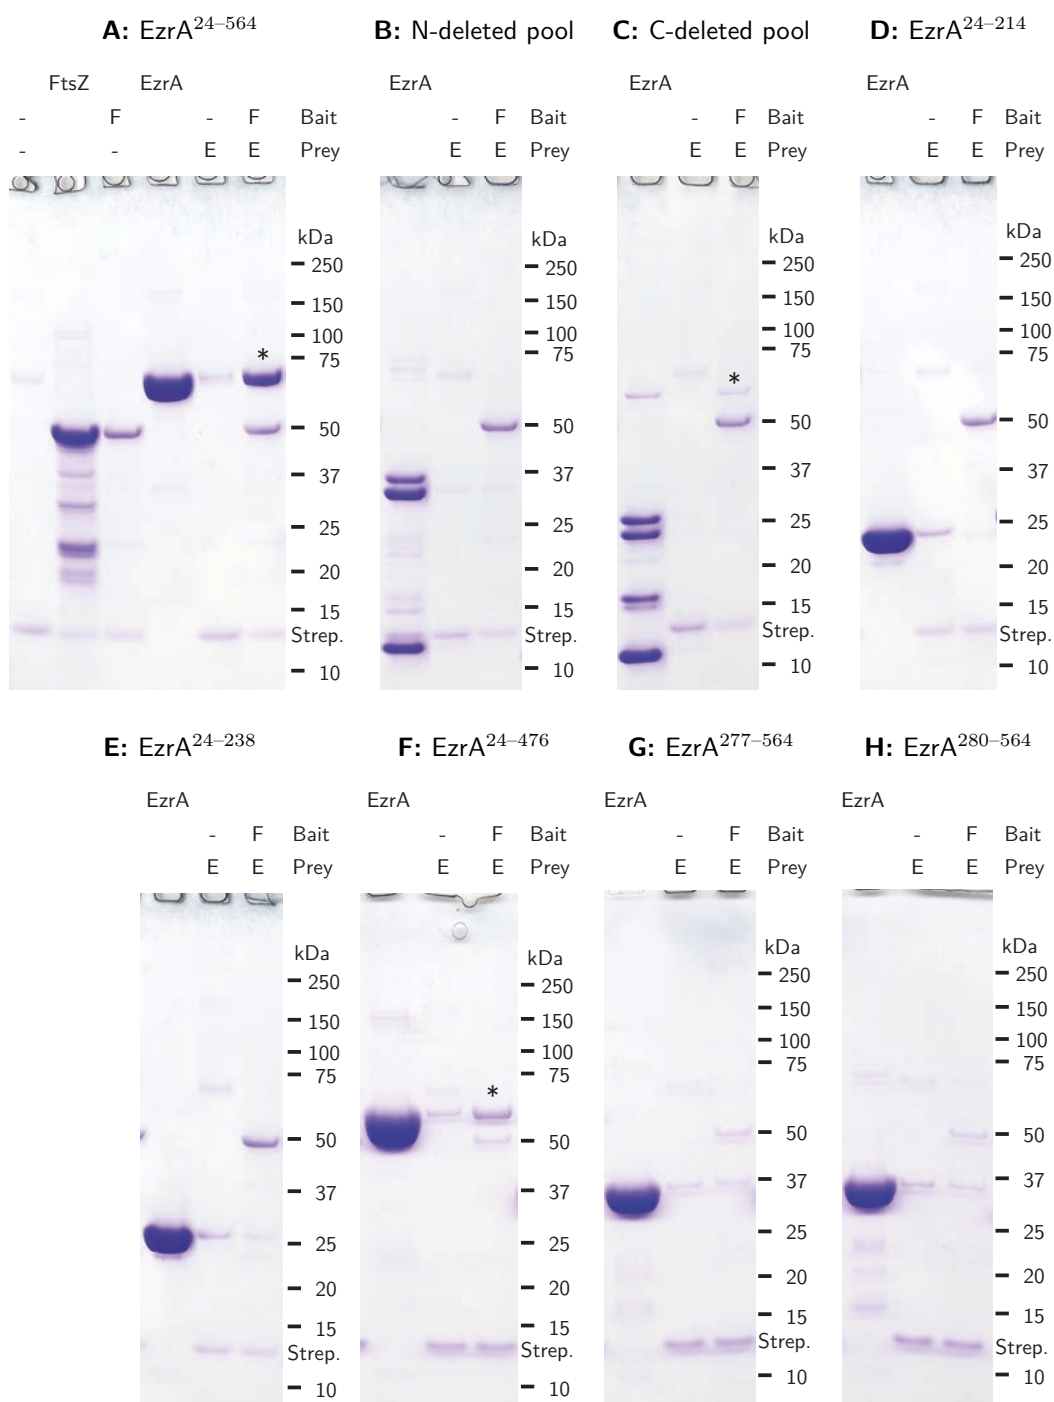 A: EzrA²⁴⁻⁵⁶⁴
FtsZ EzrA
- F - F Bait
- - E E Prey
kDa
250
150
100
75
*
50
37
25
20
15
Strep.
10
B: N-deleted pool
EzrA
- F Bait
E E Prey
kDa
250
150
100
75
50
37
25
20
15
Strep.
10
C: C-deleted pool
EzrA
- F Bait
E E Prey
kDa
250
150
100
75
*
50
37
25
20
15
Strep.
10
D: EzrA²⁴⁻²¹⁴
EzrA
- F Bait
E E Prey
kDa
250
150
100
75
50
37
25
20
15
Strep.
10
E: EzrA²⁴⁻²³⁸
EzrA
- F Bait
E E Prey
kDa
250
150
100
75
50
37
25
20
15
Strep.
10
F: EzrA²⁴⁻⁴⁷⁶
EzrA
- F Bait
E E Prey
kDa
250
150
100
75
*
50
37
25
20
15
Strep.
10
G: EzrA²⁷⁷⁻⁵⁶⁴
EzrA
- F Bait
E E Prey
kDa
250
150
100
75
50
37
25
20
15
Strep.
10
H: EzrA²⁸⁰⁻⁵⁶⁴
EzrA
- F Bait
E E Prey
kDa
250
150
100
75
50
37
25
20
15
Strep.
10